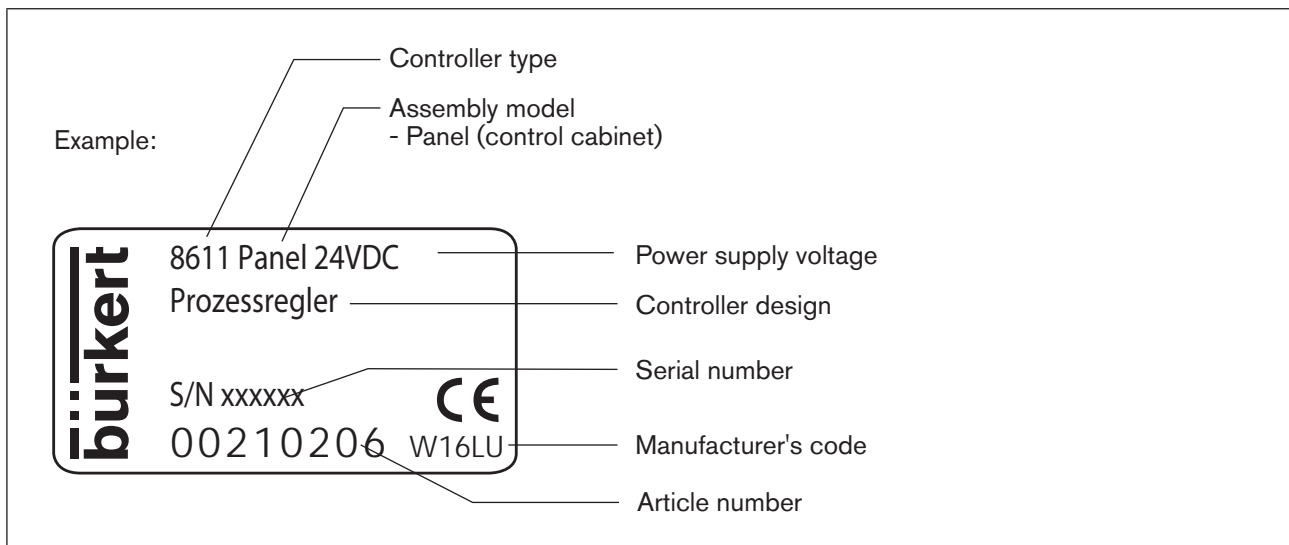 Controller type
Assembly model
- Panel (control cabinet)
Example:
bürkert
8611 Panel 24VDC
Power supply voltage
Prozessregler
Controller design
Serial number
S/N xxxxxx
CE
00210206
W16LU
Manufacturer's code
Article number